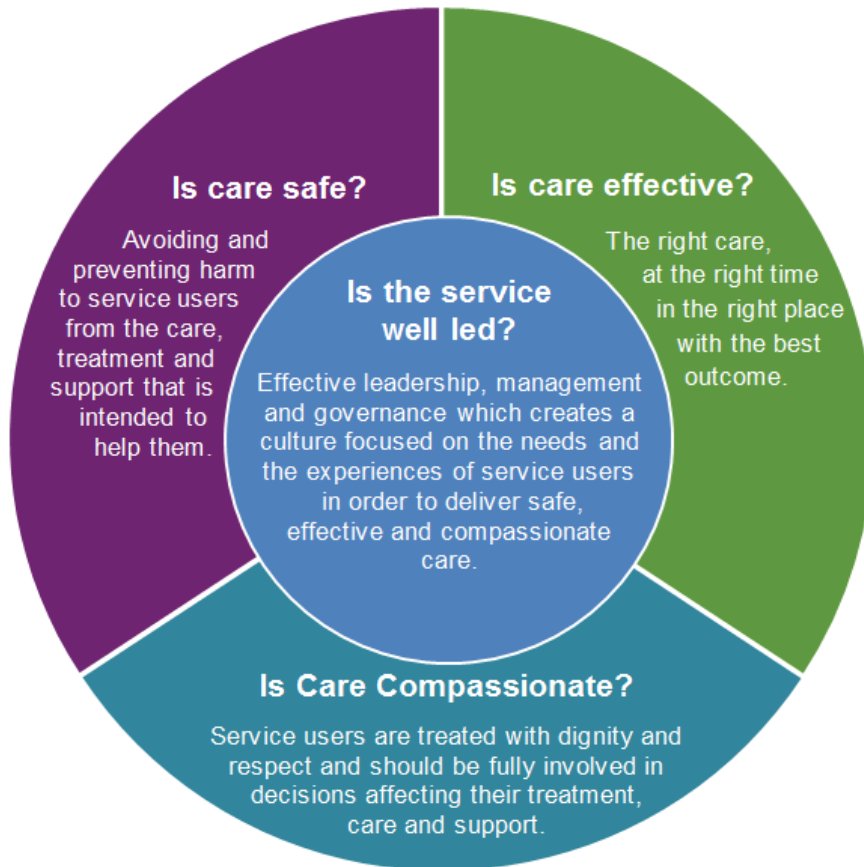 Is care safe?
Avoiding and
preventing harm
to service users
from the care,
treatment and
support that is
intended to
help them.
Is care effective?
The right care,
at the right time
in the right place
with the best
outcome.
Is the service
well led?
Effective leadership, management
and governance which creates a
culture focused on the needs and
the experiences of service users
in order to deliver safe,
effective and compassionate
care.
Is Care Compassionate?
Service users are treated with dignity and
respect and should be fully involved in
decisions affecting their treatment,
care and support.